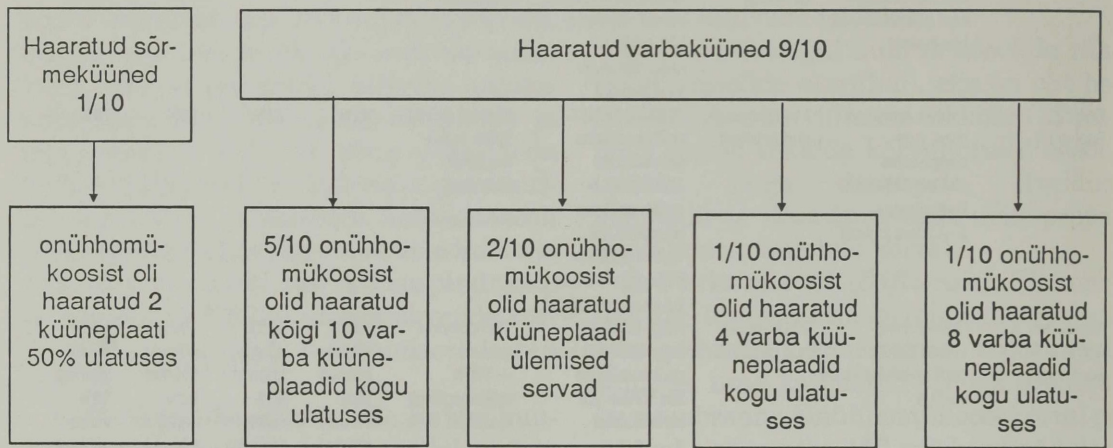 Haaratud sõr-
meküüned
1/10
Haaratud varbaküüned 9/10
onühhomü-
koosist oli
haaratud 2
küüneplaati
50% ulatuses
5/10 onühho-
mükoosist
olid haaratud
kõigi 10 var-
ba küüne-
plaadid kogu
ulatuses
2/10 onühho-
mükoosist
olid haaratud
küüneplaadi
ülemised
servad
1/10 onühho-
mükoosist
olid haaratud
4 varba küü-
neplaadid
kogu ulatu-
ses
1/10 onühho-
mükoosist
olid haaratud
8 varba küü-
neplaadid
kogu ulatu-
ses